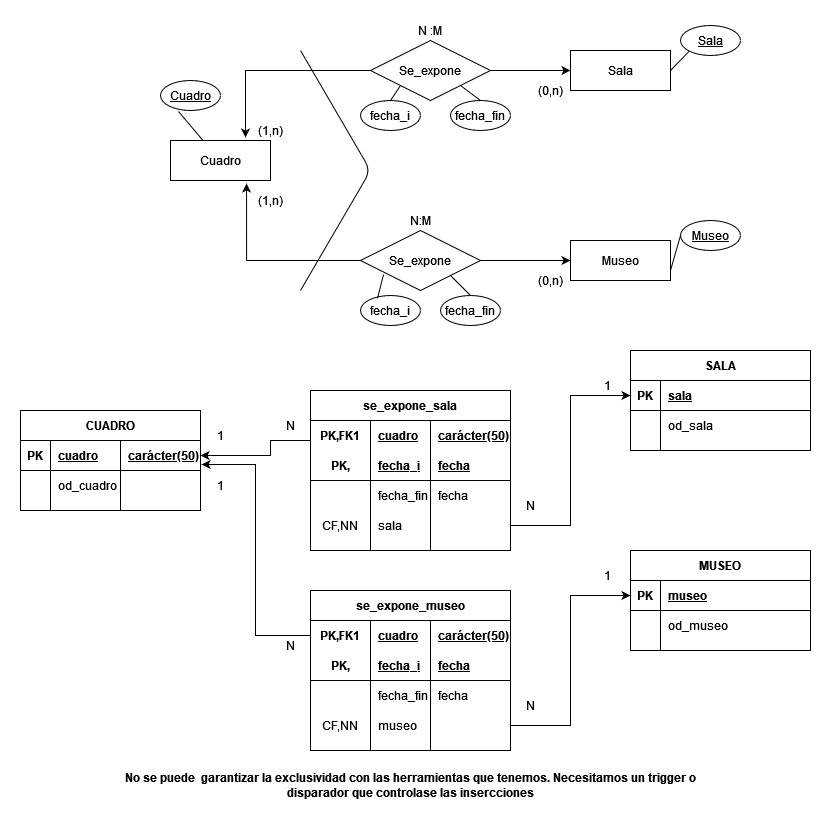 N :M
Sala
Se_expone
Sala
(0,n)
Cuadro
fecha_i
fecha_fin
(1,n)
Cuadro
(1,n)
N:M
Museo
Se_expone
Museo
(0,n)
fecha_i
fecha_fin
SALA
1
PK sala
od_sala
se_expone_sala
N
PK,FK1 cuadro carácter(50)
PK, fecha_i fecha
fecha_fin fecha
CF,NN sala
N
CUADRO
1
PK cuadro carácter(50)
od_cuadro
1
MUSEO
1
PK museo
od_museo
se_expone_museo
PK,FK1 cuadro carácter(50)
N
PK, fecha_i fecha
fecha_fin fecha
CF,NN museo
N
No se puede garantizar la exclusividad con las herramientas que tenemos. Necesitamos un trigger o
disparador que controlase las insercciones